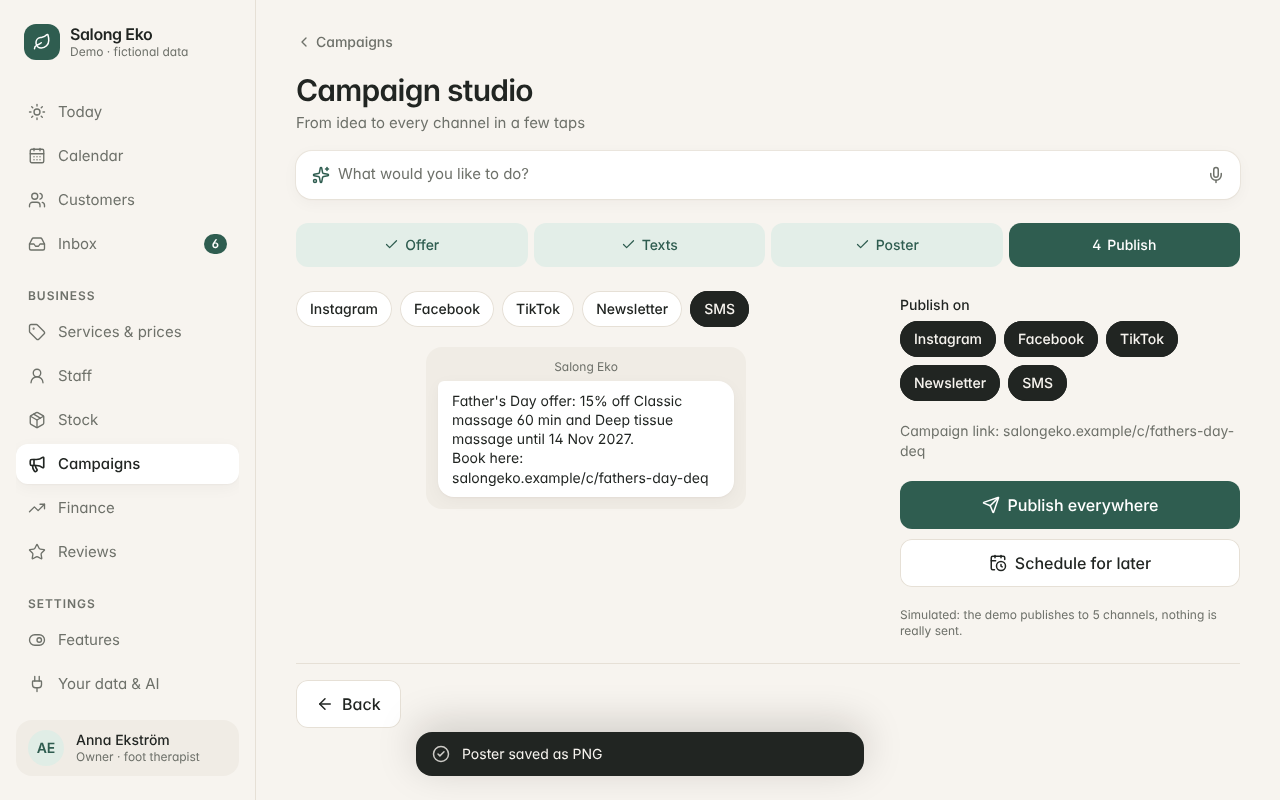 Salong Eko
Demo · fictional data
Today
Calendar
Customers
Inbox
6
BUSINESS
Services & prices
Staff
Stock
Campaigns
Finance
Reviews
SETTINGS
Features
Your data & AI
AE
Anna Ekström
Owner · foot therapist
Campaigns
Campaign studio
From idea to every channel in a few taps
What would you like to do?
Offer
Texts
Poster
4 Publish
Instagram
Facebook
TikTok
Newsletter
SMS
Salong Eko
Father's Day offer: 15% off Classic
massage 60 min and Deep tissue
massage until 14 Nov 2027.
Book here:
salongeko.example/c/fathers-day-deq
Publish on
Instagram
Facebook
TikTok
Newsletter
SMS
Campaign link: salongeko.example/c/fathers-day-
deq
Publish everywhere
Schedule for later
Simulated: the demo publishes to 5 channels, nothing is
really sent.
Back
Poster saved as PNG